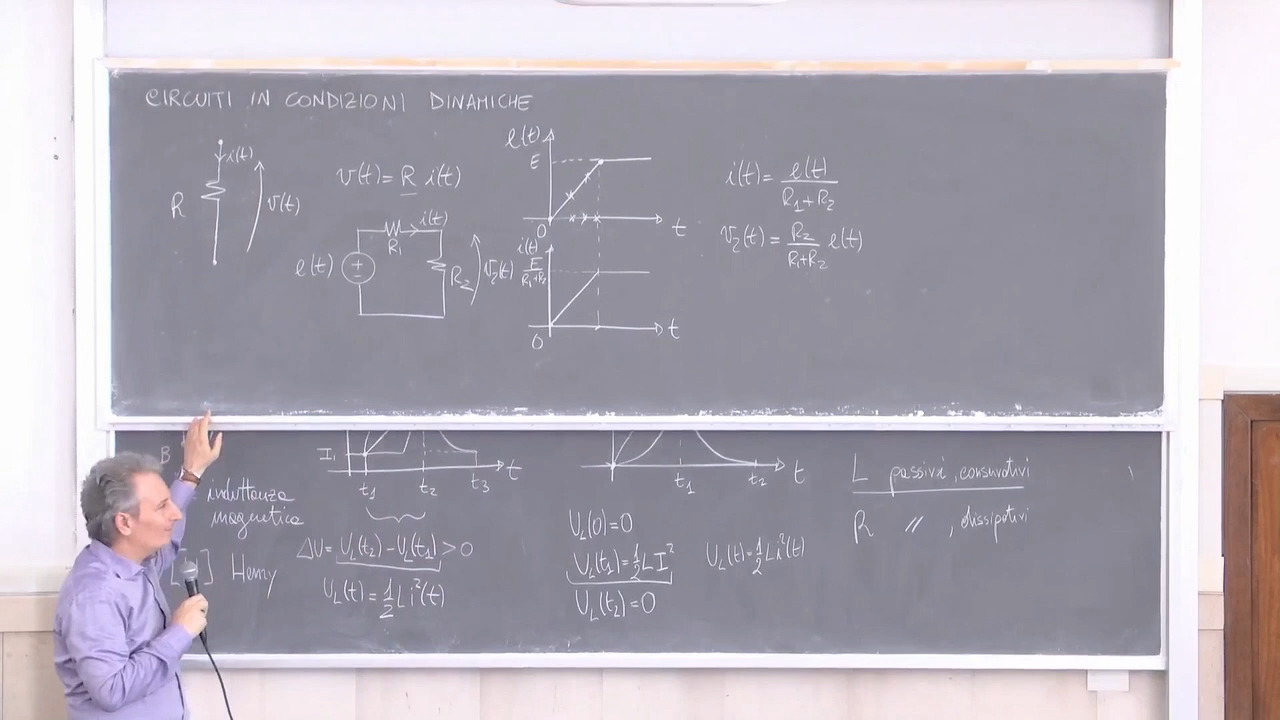 CIRCUITI IN CONDIZIONI DINAMICHE
i(t)
R
v(t)
v(t) = R i(t)
e(t)
R₁
i(t)
R₂
v₂(t)
e(t)
E
0
t
i(t)
E/(R₁+R₂)
0
t
i(t) = e(t)/(R₁+R₂)
v₂(t) = R₂/(R₁+R₂) e(t)
B
induttanza
magnetica
Henry
I₁
t₁ t₂ t₃ t
ΔU = U_L(t₂) - U_L(t₁) > 0
U_L(t) = 1/2 L i²(t)
t₁ t₂ t
U_L(0) = 0
U_L(t₁) = 1/2 L I²
U_L(t₂) = 0
U_L(t) = 1/2 L i²(t)
L passivi, conservativi
R // , dissipativi